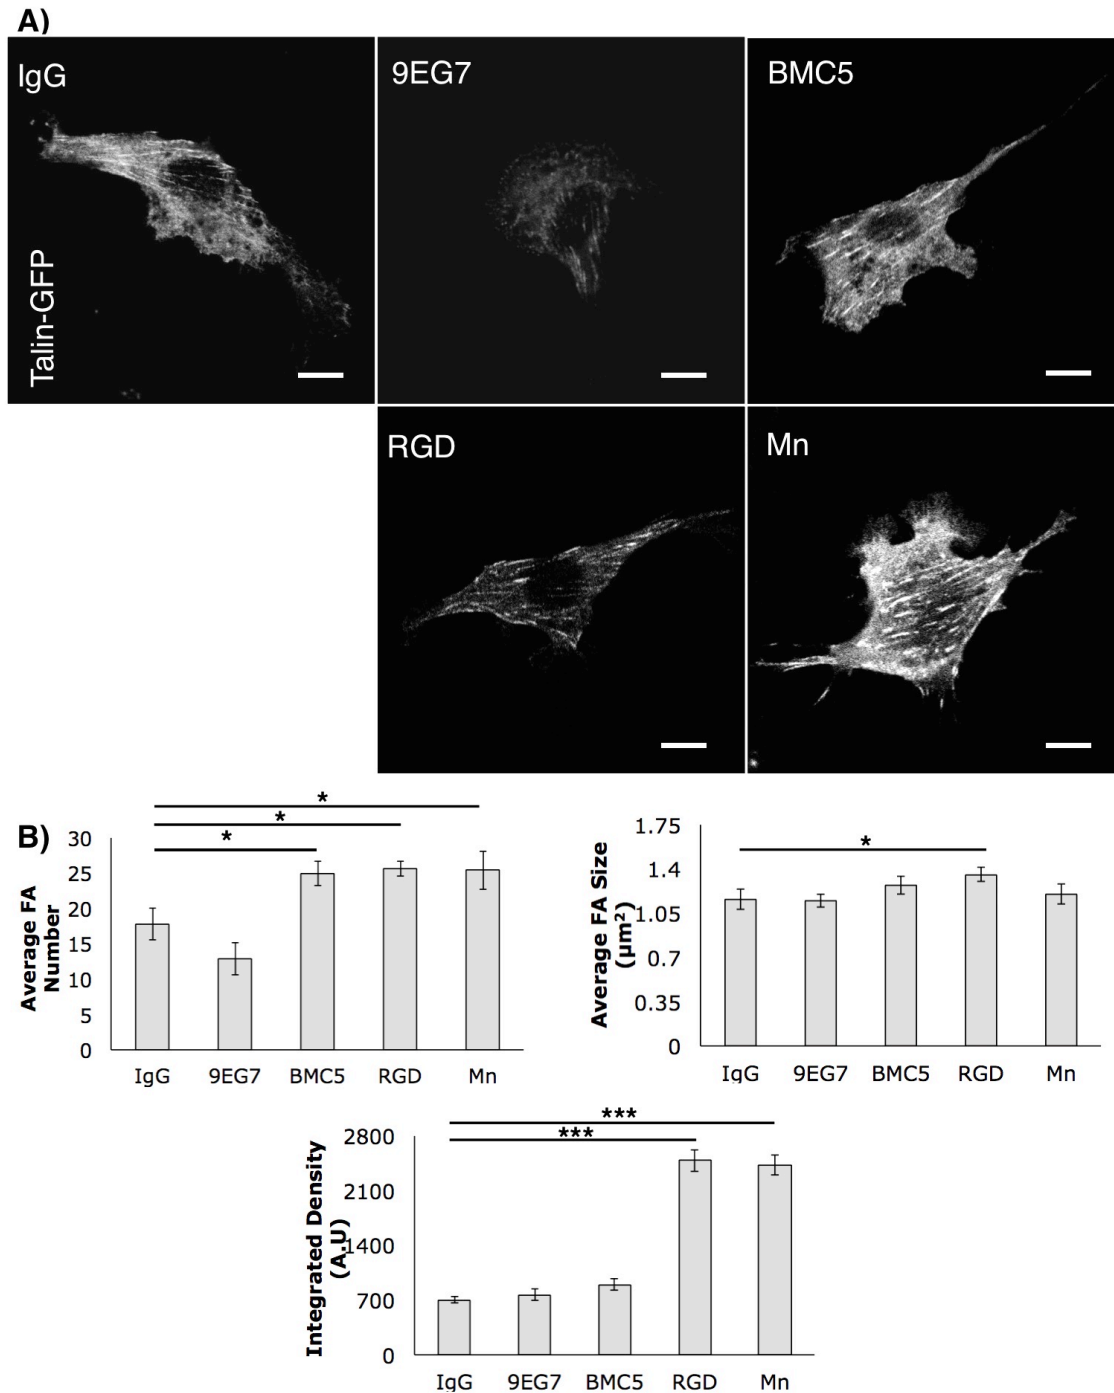 A)
IgG
9EG7
BMC5
Talin-GFP
RGD
Mn
B)
*
*
*
30
25
20
15
10
5
0
Average FA
Number
IgG 9EG7 BMC5 RGD Mn
*
1.75
1.4
1.05
0.7
0.35
0
Average FA Size
(µm²)
IgG 9EG7 BMC5 RGD Mn
***
***
2800
2100
1400
700
0
Integrated Density
(A.U)
IgG 9EG7 BMC5 RGD Mn